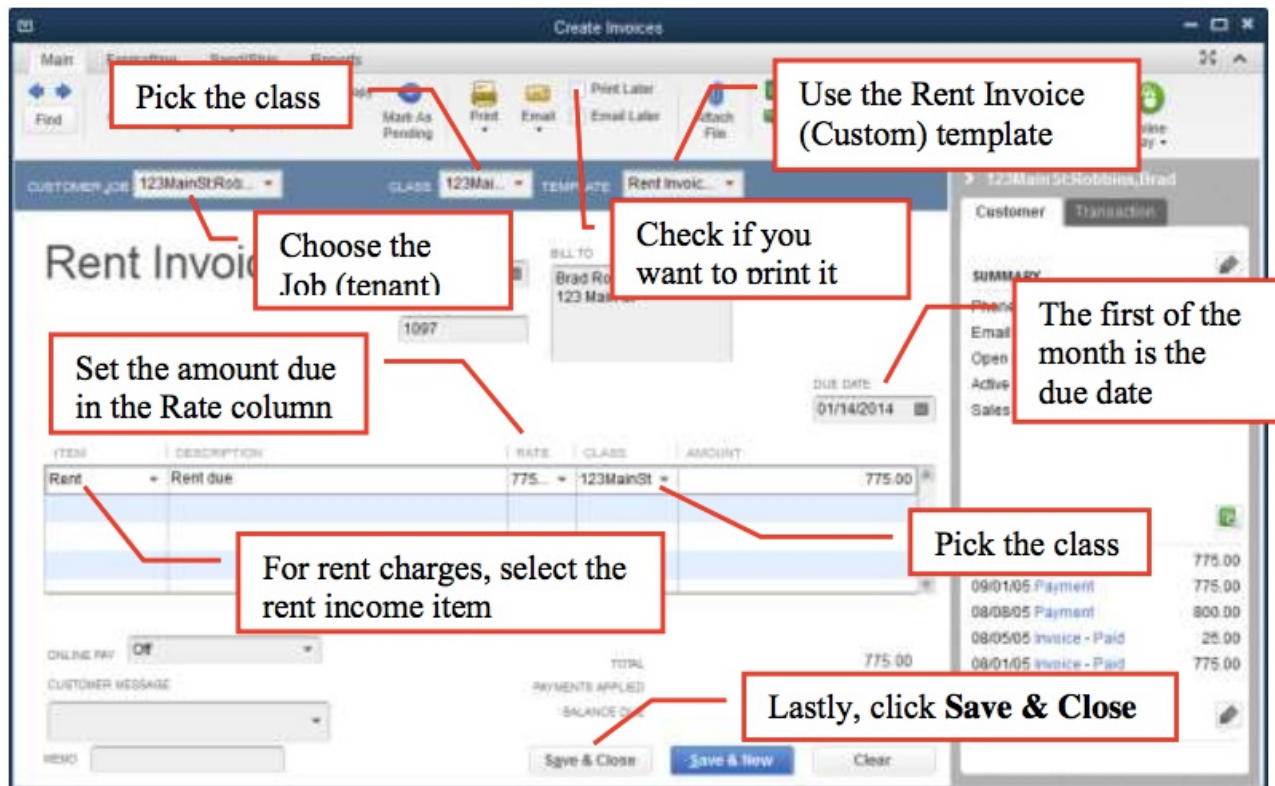 Create Invoices
Main Formatting Send/Ship Reports
Find
Mark As
Pending
Print
Email
Print Later
Email Later
Attach
File
Pick the class
Use the Rent Invoice
(Custom) template
CUSTOMER:JOB 123MainSt:Rob... CLASS 123Mai... TEMPLATE Rent Invoic...
123MainSt:Robbins,Brad
Customer Transaction
Rent Invoic
Choose the
Job (tenant)
BILL TO
Brad Ro
123 Main
Check if you
want to print it
SUMMARY
Phone
Email
Open
Active
Sales
1097
The first of the
month is the
due date
Set the amount due
in the Rate column
DUE DATE
01/14/2014
ITEM DESCRIPTION RATE CLASS AMOUNT
Rent Rent due 775... 123MainSt 775.00
Pick the class
For rent charges, select the
rent income item
775.00
09/01/05 Payment 775.00
08/08/05 Payment 800.00
08/05/05 Invoice - Paid 25.00
08/01/05 Invoice - Paid 775.00
ONLINE PAY Off
TOTAL 775.00
CUSTOMER MESSAGE
PAYMENTS APPLIED
BALANCE DUE
Lastly, click Save & Close
MEMO
Save & Close Save & New Clear